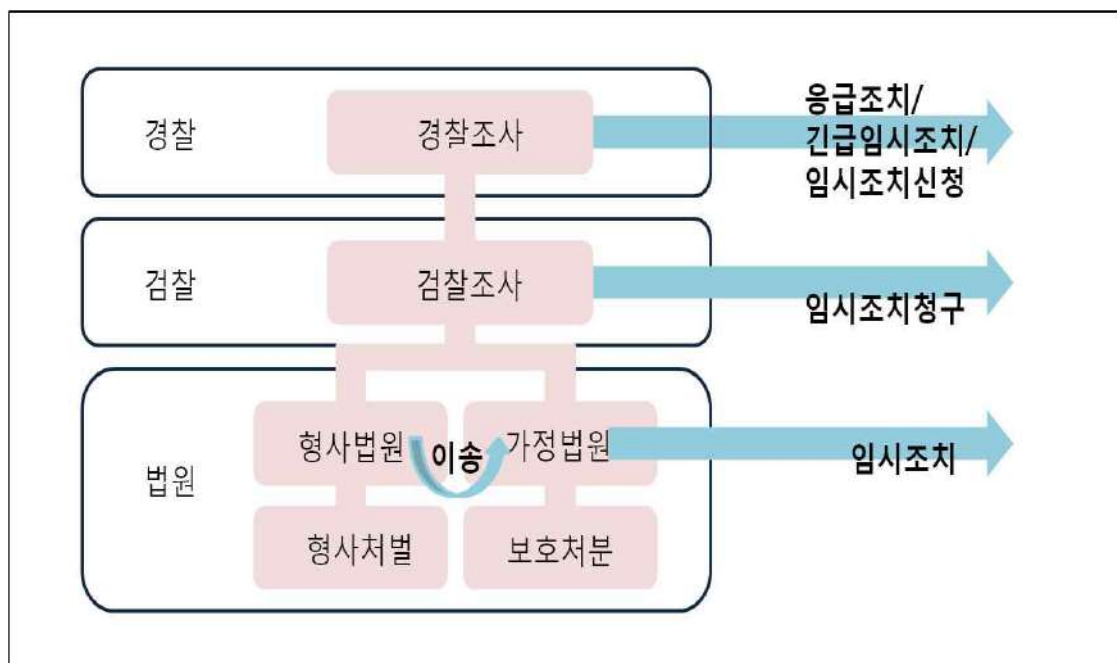 경찰
경찰조사
응급조치/
긴급임시조치/
임시조치신청
검찰
검찰조사
임시조치청구
법원
형사법원
이송
가정법원
임시조치
형사처벌
보호처분